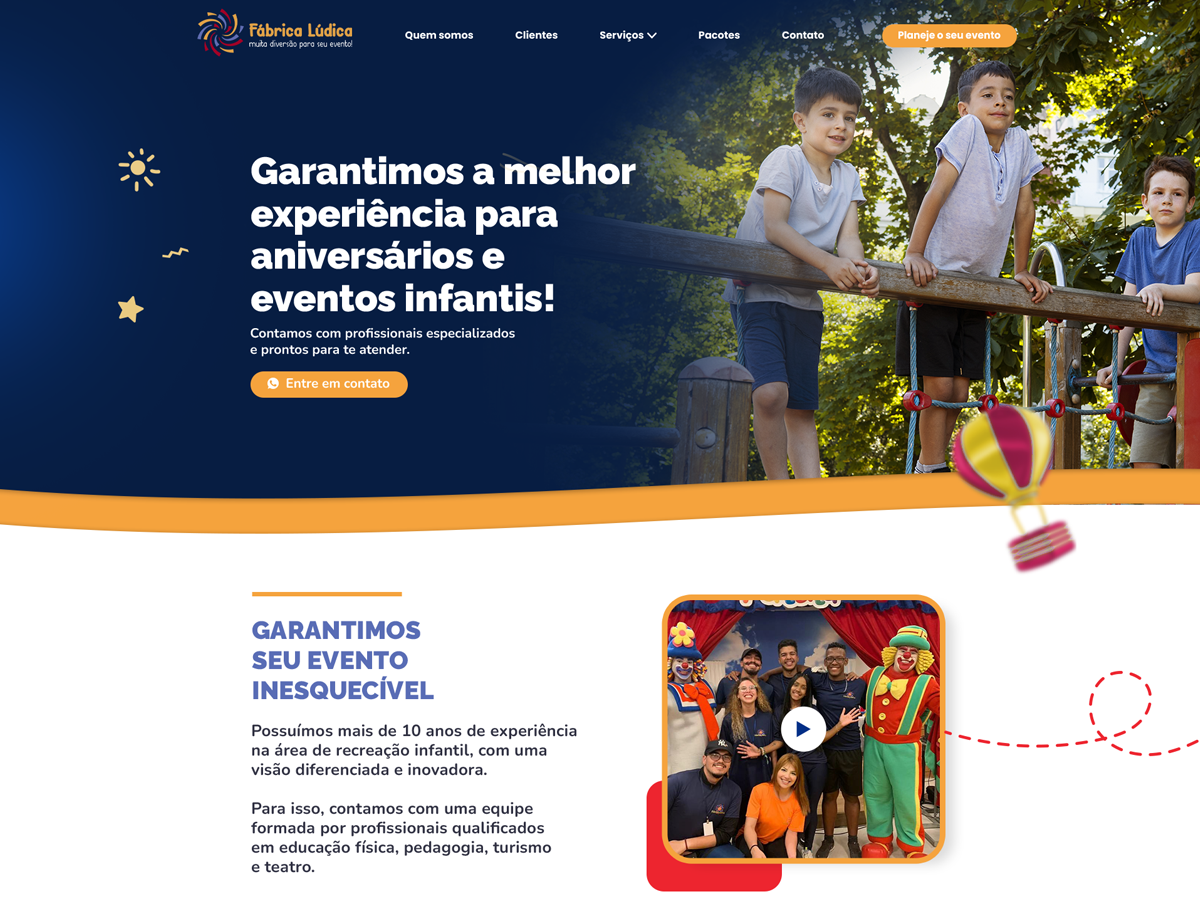 Fábrica Lúdica
muita diversão para seu evento!
Quem somos
Clientes
Serviços
Pacotes
Contato
Planeje o seu evento
Garantimos a melhor
experiência para
aniversários e
eventos infantis!
Contamos com profissionais especializados
e prontos para te atender.
Entre em contato
GARANTIMOS
SEU EVENTO
INESQUECÍVEL
Possuímos mais de 10 anos de experiência
na área de recreação infantil, com uma
visão diferenciada e inovadora.
Para isso, contamos com uma equipe
formada por profissionais qualificados
em educação física, pedagogia, turismo
e teatro.